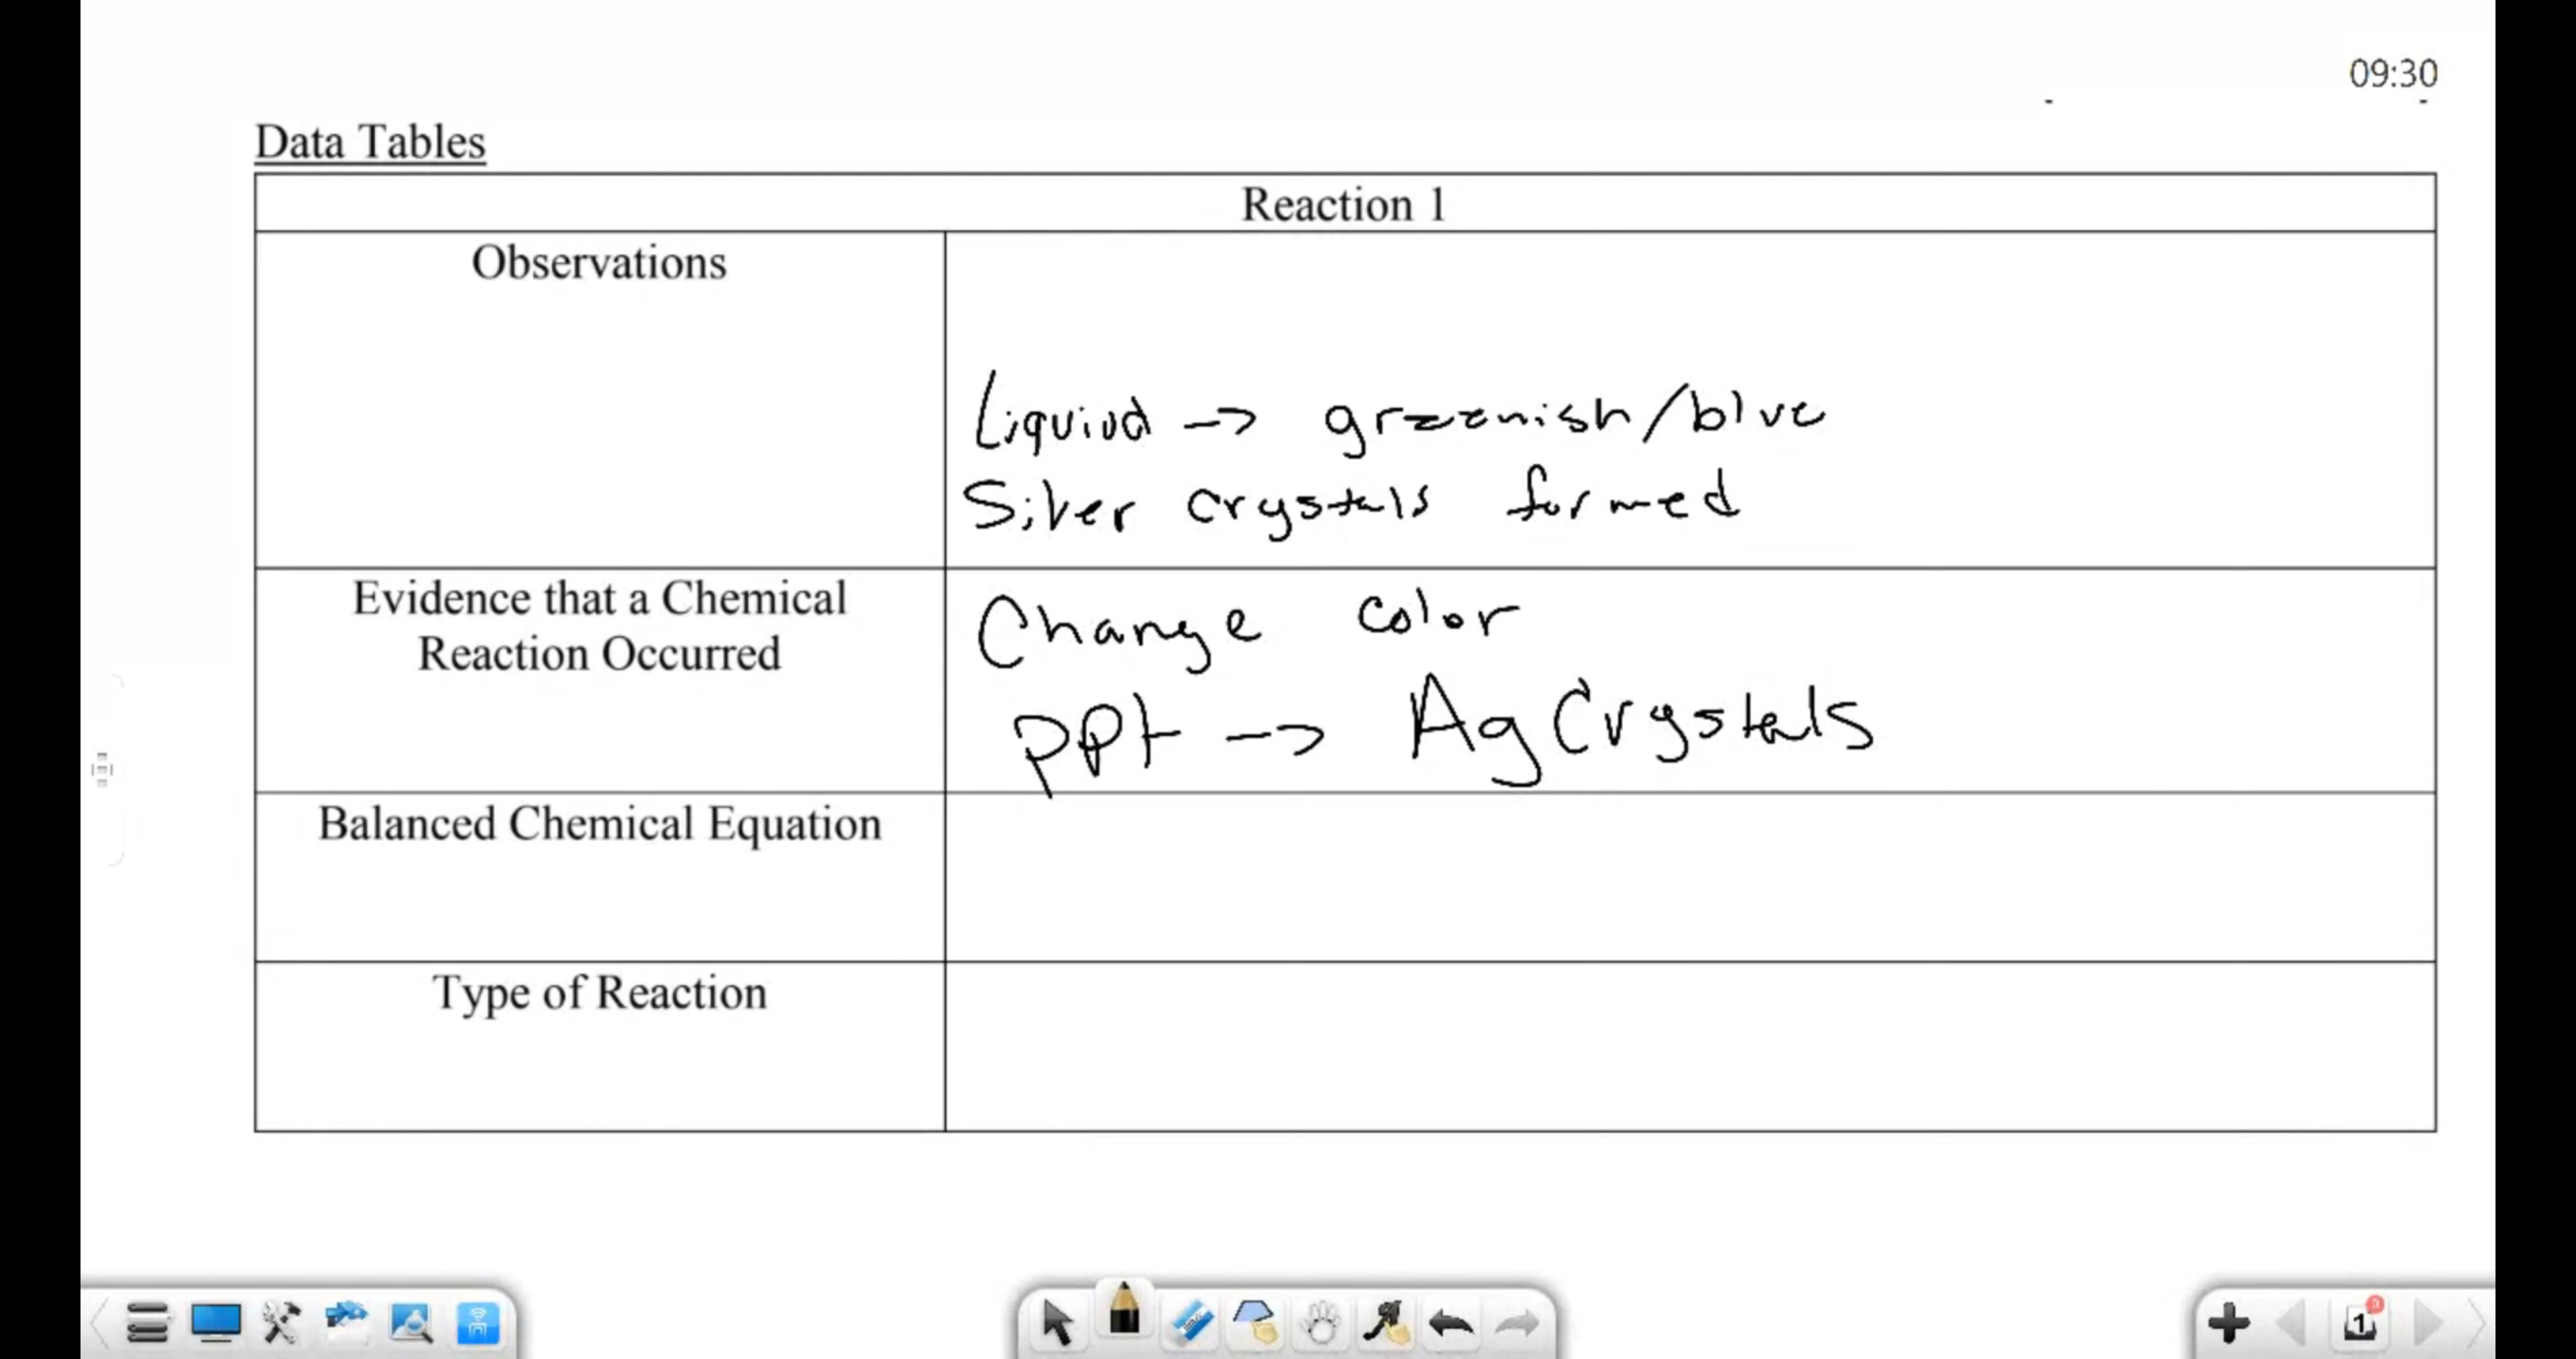 09:30
Data Tables
Reaction 1
Observations
Liquiud -> greenish/blue
Silver crystals formed
Evidence that a Chemical
Reaction Occurred
Change color
ppt -> Ag Crystals
Balanced Chemical Equation
Type of Reaction
1